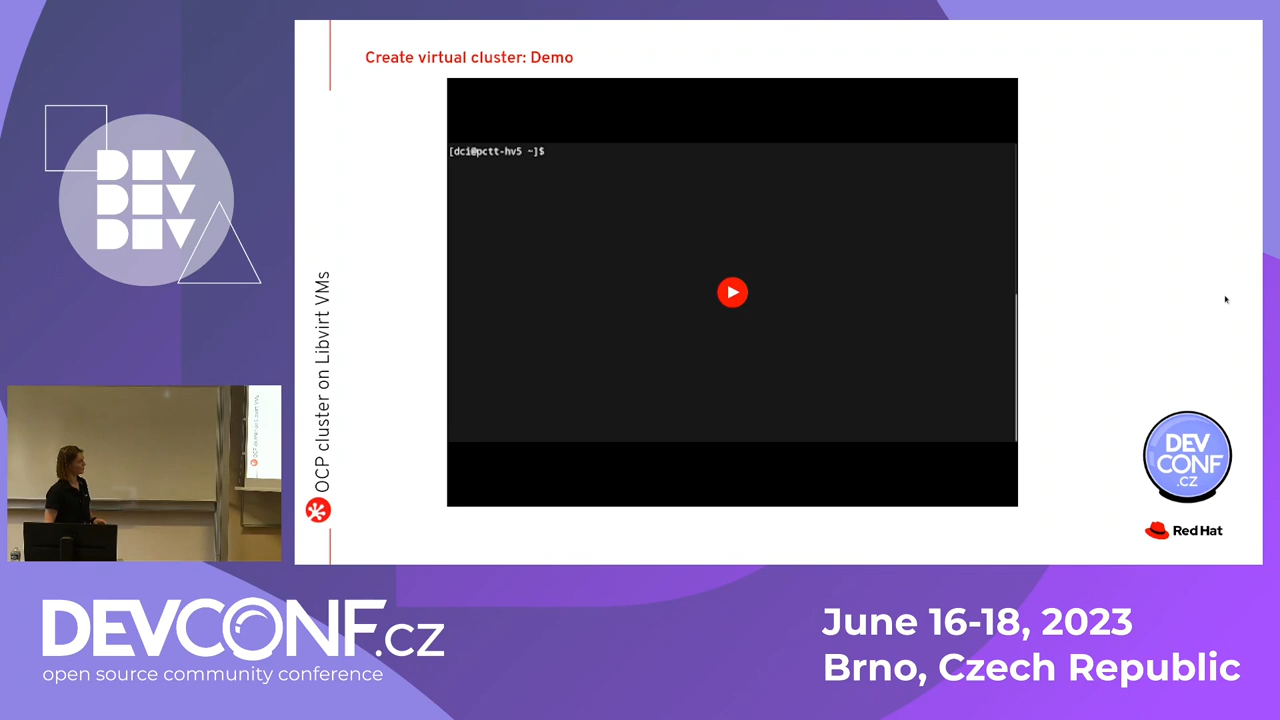 Create virtual cluster: Demo
[dci@pctt-hv5 ~]$
OCP cluster on Libvirt VMs
DEV
DEV
DEV
DEV
CONF
.CZ
Red Hat
DEVCONF.cz
open source community conference
June 16-18, 2023
Brno, Czech Republic